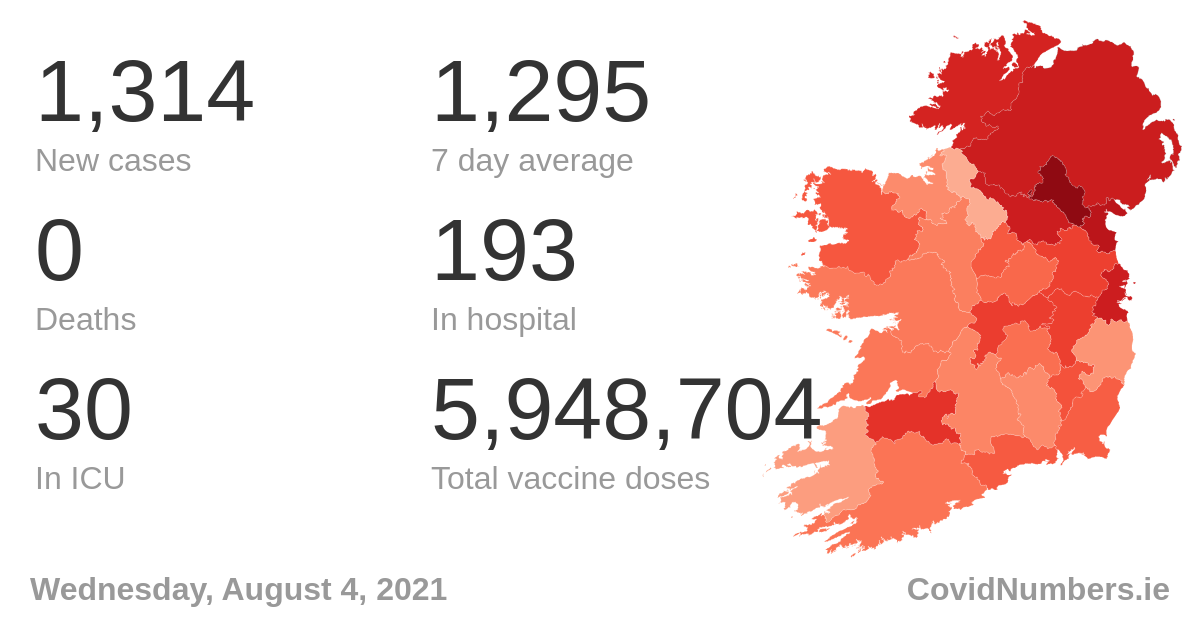 1,314
New cases
1,295
7 day average
0
Deaths
193
In hospital
30
In ICU
5,948,704
Total vaccine doses
Wednesday, August 4, 2021
CovidNumbers.ie